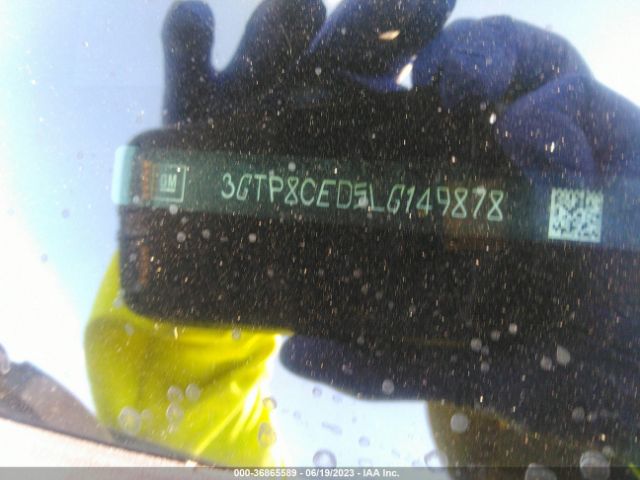 GM 3GTP8CED5LG149878
000-36865589 - 06/19/2023 - IAA Inc.